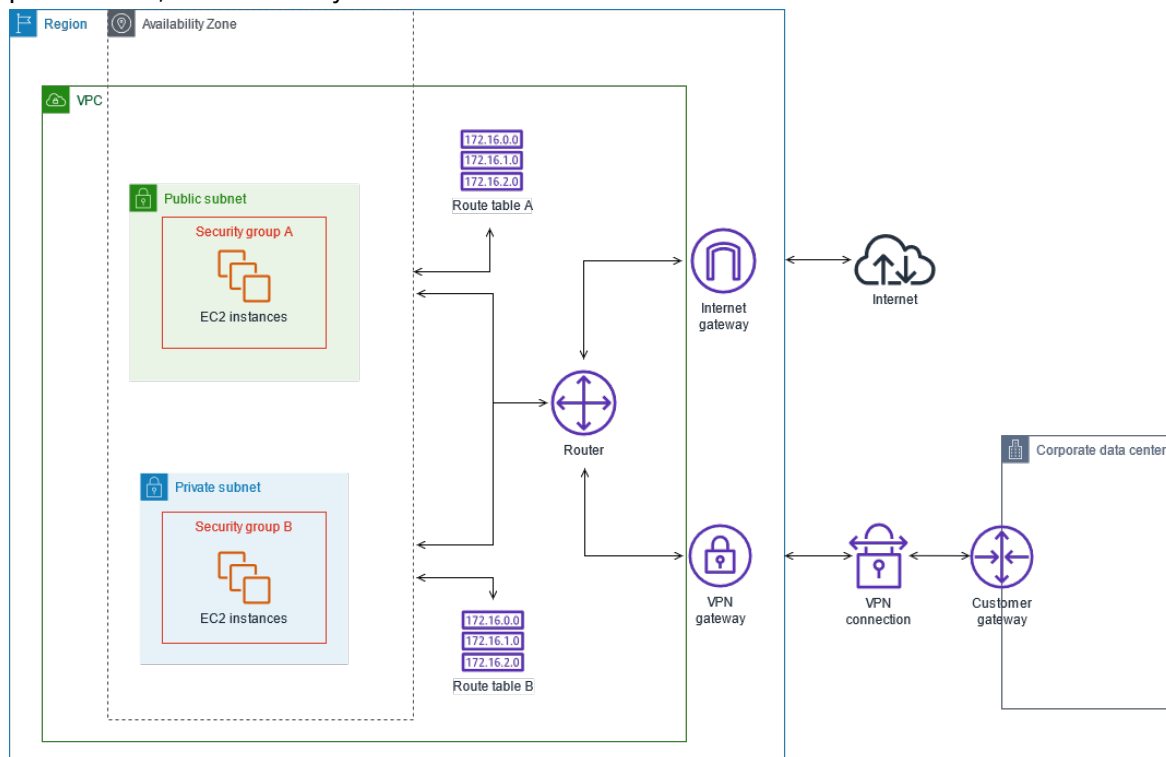 Region
Availability Zone
VPC
172.16.0.0
172.16.1.0
172.16.2.0
Route table A
Public subnet
Security group A
EC2 instances
Internet
gateway
Internet
Router
Corporate data center
Private subnet
Security group B
EC2 instances
VPN
gateway
VPN
connection
Customer
gateway
172.16.0.0
172.16.1.0
172.16.2.0
Route table B